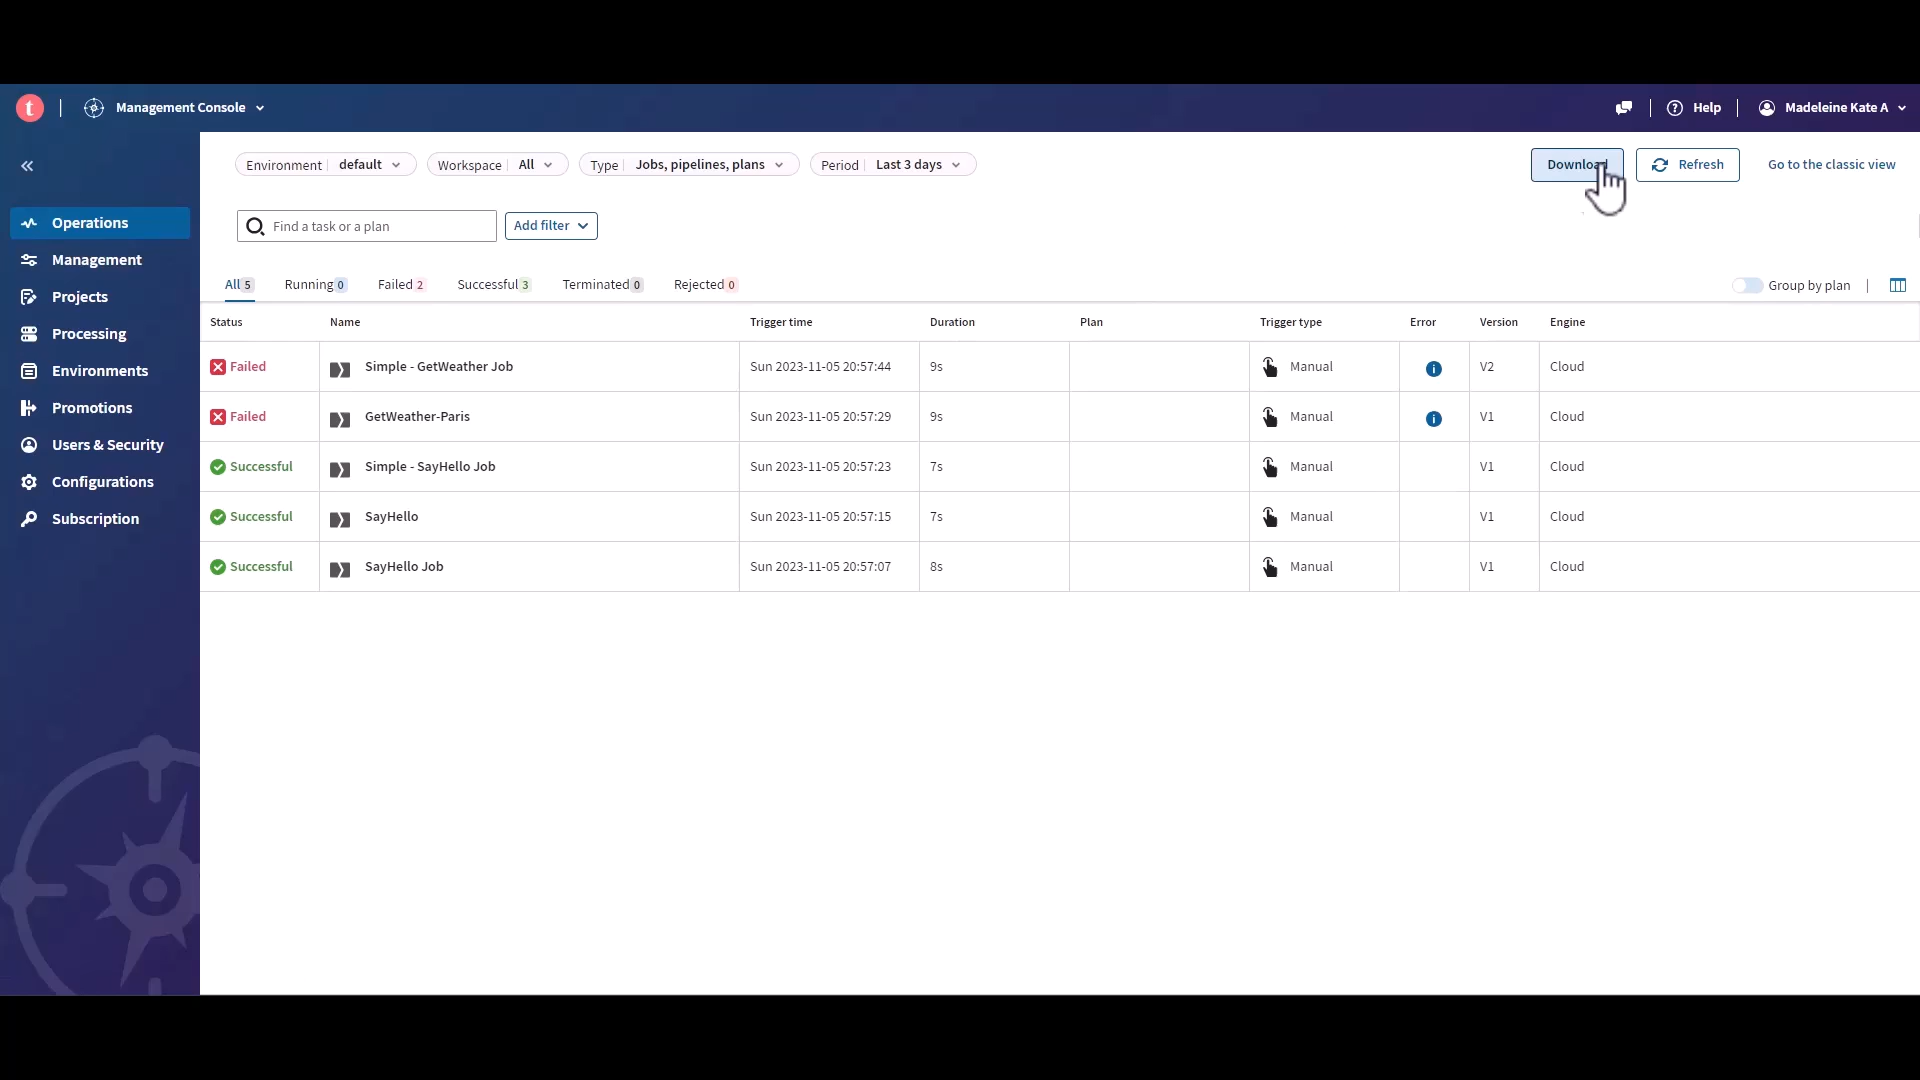 t | Management Console Help Madeleine Kate A
Environment default Workspace All Type Jobs, pipelines, plans Period Last 3 days Refresh Go to the classic view
Find a task or a plan Add filter
All 5 Running 0 Failed 2 Successful 3 Terminated 0 Rejected 0 Group by plan
Operations
Management
Projects
Processing
Environments
Promotions
Users & Security
Configurations
Subscription
Status Name Trigger time Duration Plan Trigger type Error Version Engine
Failed Simple - GetWeather Job Sun 2023-11-05 20:57:44 9s Manual V2 Cloud
Failed GetWeather-Paris Sun 2023-11-05 20:57:29 9s Manual V1 Cloud
Successful Simple - SayHello Job Sun 2023-11-05 20:57:23 7s Manual V1 Cloud
Successful SayHello Sun 2023-11-05 20:57:15 7s Manual V1 Cloud
Successful SayHello Job Sun 2023-11-05 20:57:07 8s Manual V1 Cloud